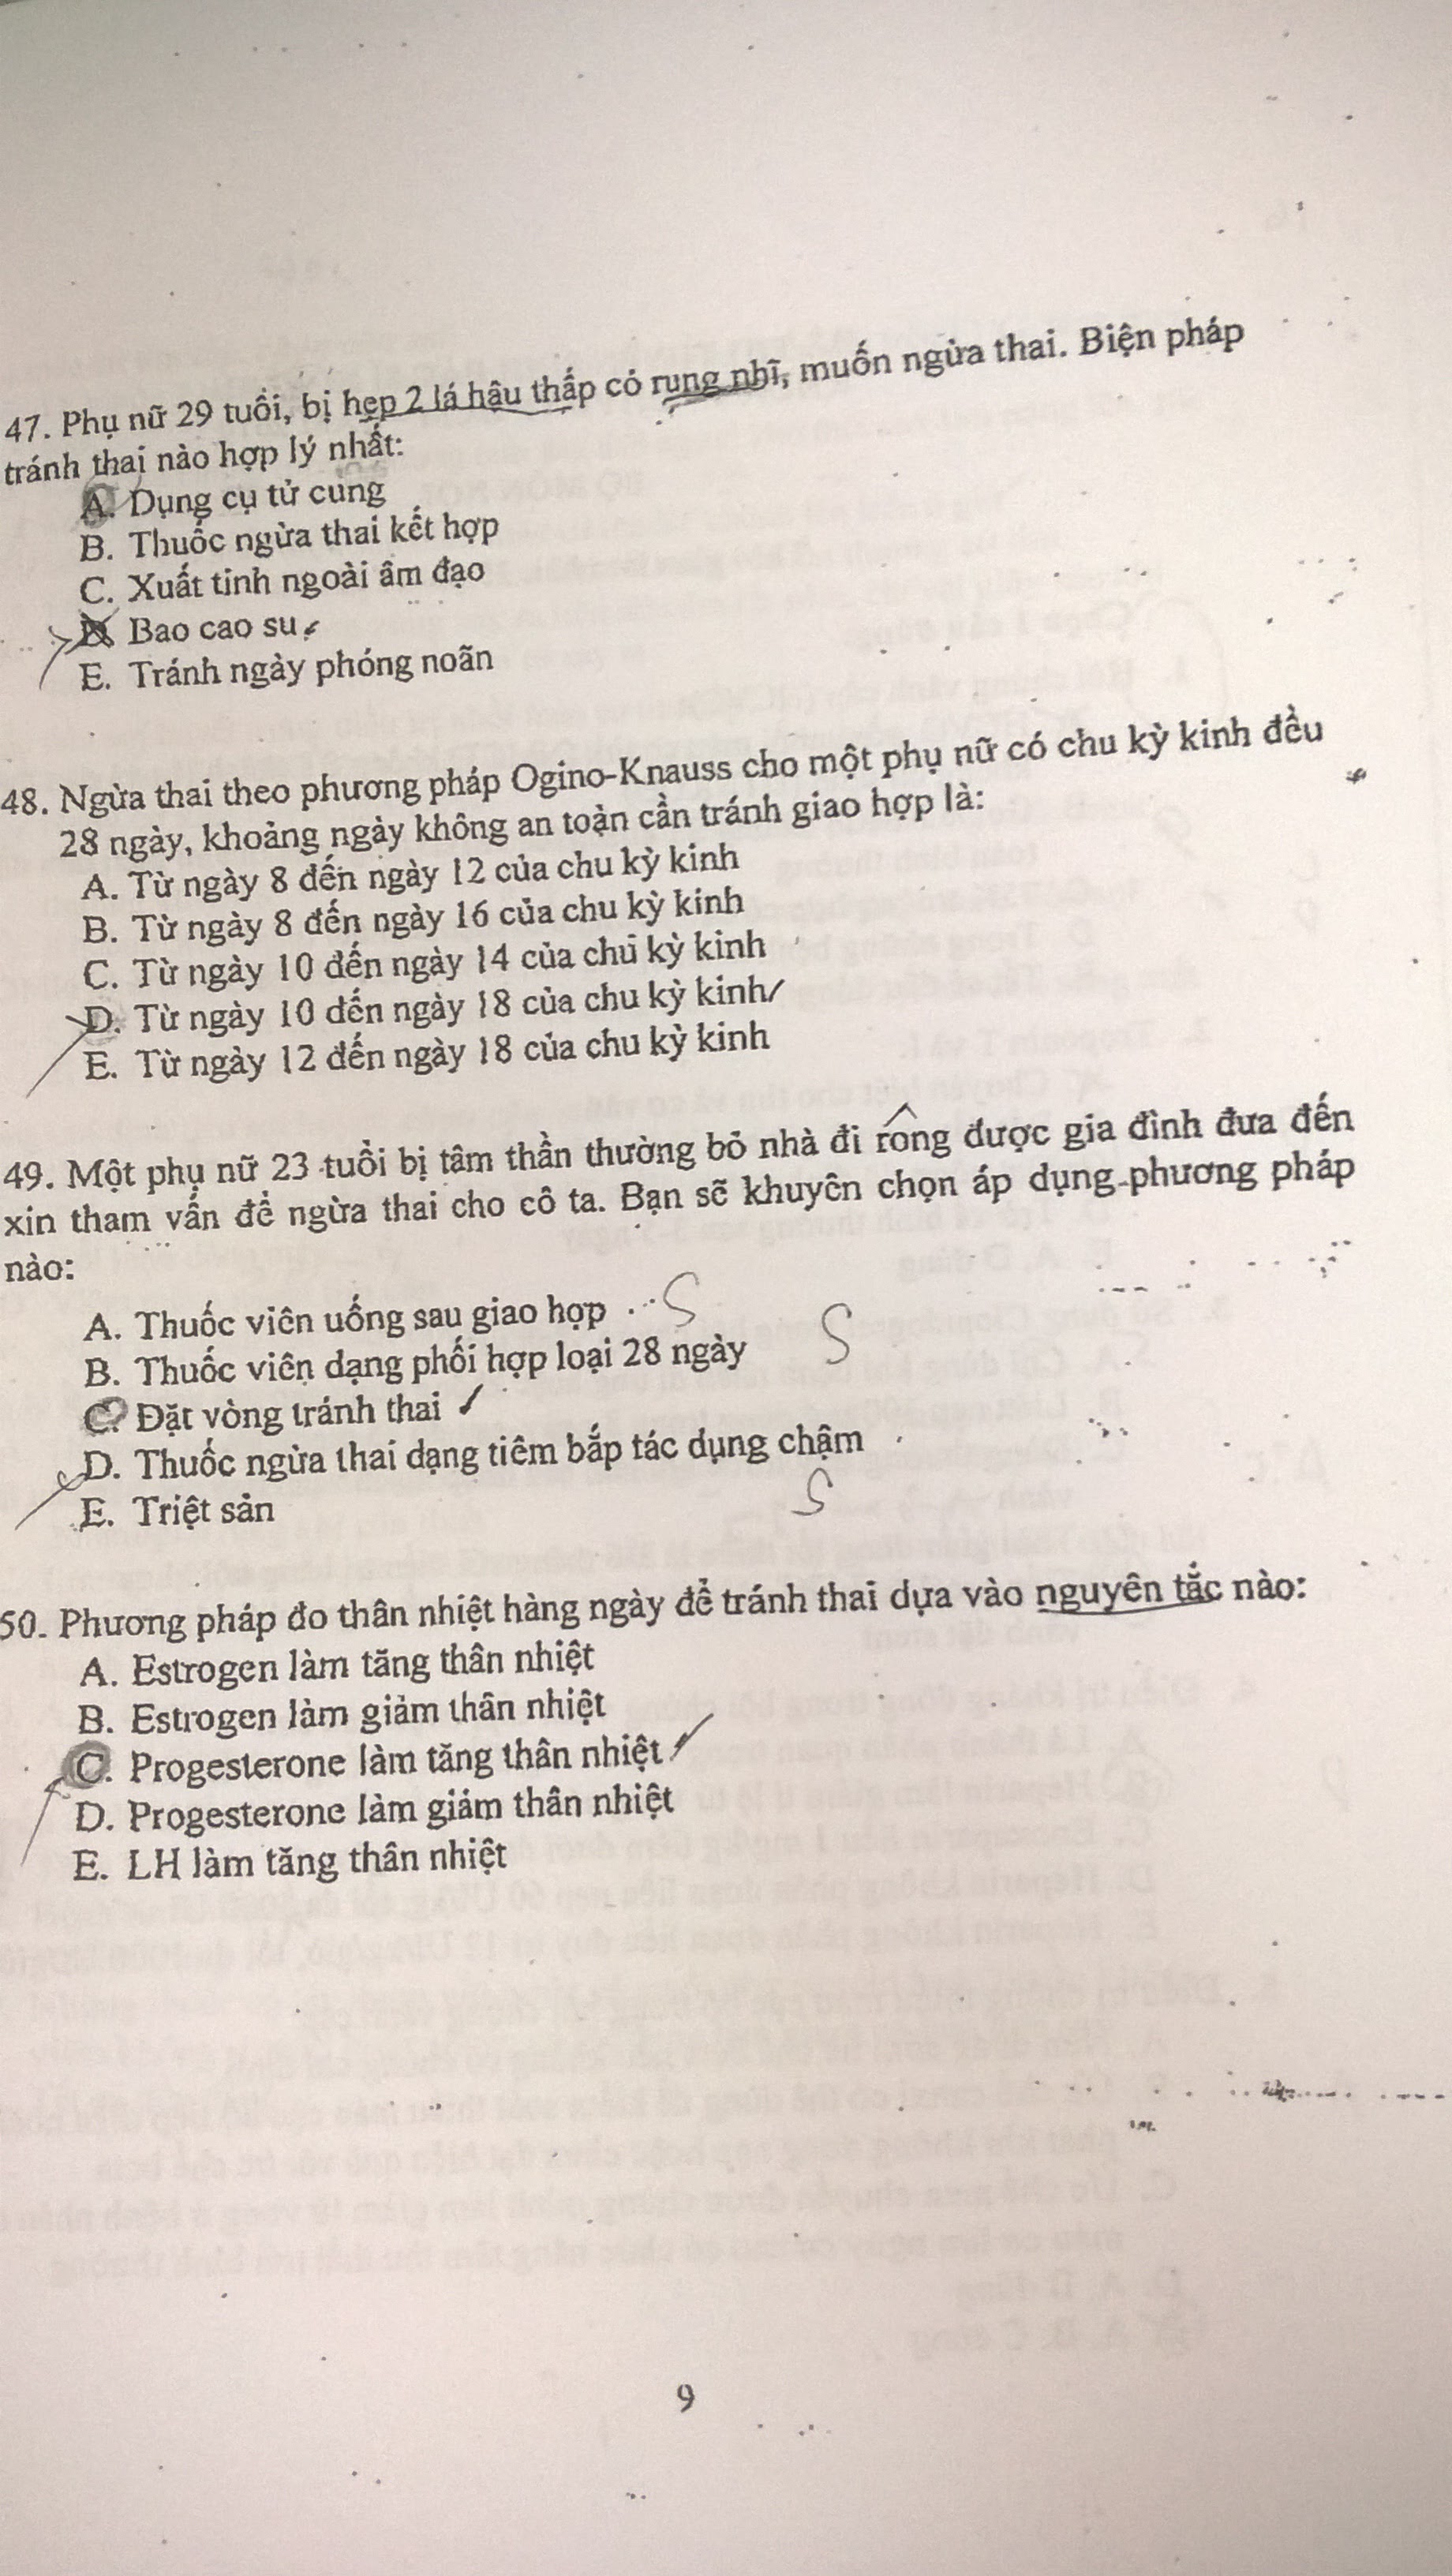 47. Phụ nữ 29 tuổi, bị hẹp 2 lá hậu thấp có rung nhĩ, muốn ngừa thai. Biện pháp
tránh thai nào hợp lý nhất:
A. Dụng cụ tử cung
B. Thuốc ngừa thai kết hợp
C. Xuất tinh ngoài âm đạo
D. Bao cao su
E. Tránh ngày phóng noãn
48. Ngừa thai theo phương pháp Ogino-Knauss cho một phụ nữ có chu kỳ kinh đều
28 ngày, khoảng ngày không an toàn cần tránh giao hợp là:
A. Từ ngày 8 đến ngày 12 của chu kỳ kinh
B. Từ ngày 8 đến ngày 16 của chu kỳ kinh
C. Từ ngày 10 đến ngày 14 của chu kỳ kinh
D. Từ ngày 10 đến ngày 18 của chu kỳ kinh
E. Từ ngày 12 đến ngày 18 của chu kỳ kinh
49. Một phụ nữ 23 tuổi bị tâm thần thường bỏ nhà đi rong được gia đình đưa đến
xin tham vấn để ngừa thai cho cô ta. Bạn sẽ khuyên chọn áp dụng phương pháp
nào:
A. Thuốc viên uống sau giao hợp S
B. Thuốc viên dạng phối hợp loại 28 ngày S
C. Đặt vòng tránh thai
D. Thuốc ngừa thai dạng tiêm bắp tác dụng chậm
E. Triệt sản S
50. Phương pháp đo thân nhiệt hàng ngày để tránh thai dựa vào nguyên tắc nào:
A. Estrogen làm tăng thân nhiệt
B. Estrogen làm giảm thân nhiệt
C. Progesterone làm tăng thân nhiệt
D. Progesterone làm giảm thân nhiệt
E. LH làm tăng thân nhiệt
9